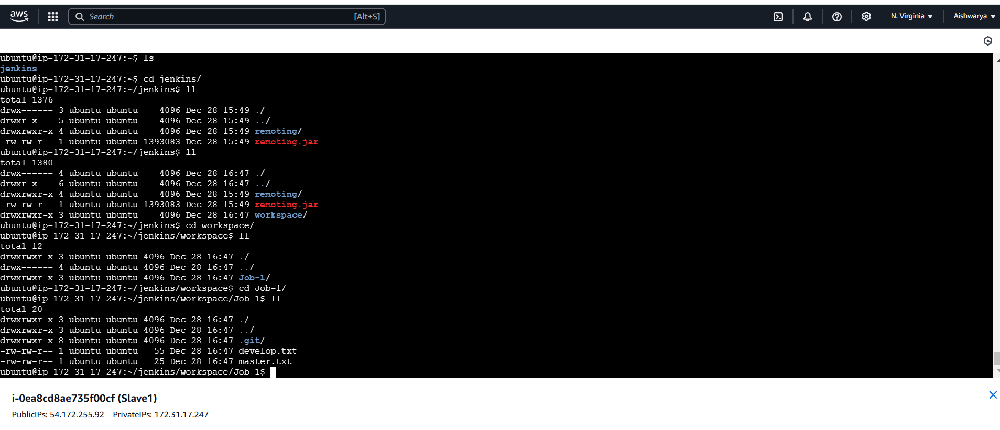 aws
Search [Alt+S] N. Virginia ▼ Aishwarya ▼
ubuntu@ip-172-31-17-247:~$ ls
jenkins
ubuntu@ip-172-31-17-247:~$ cd jenkins/
ubuntu@ip-172-31-17-247:~/jenkins$ ll
total 1376
drwx------ 3 ubuntu ubuntu    4096 Dec 28 15:49 ./
drwxr-x--- 5 ubuntu ubuntu    4096 Dec 28 15:49 ../
drwxrwxr-x 4 ubuntu ubuntu    4096 Dec 28 15:49 remoting/
-rw-rw-r-- 1 ubuntu ubuntu 1393083 Dec 28 15:49 remoting.jar
ubuntu@ip-172-31-17-247:~/jenkins$ ll
total 1380
drwx------ 4 ubuntu ubuntu    4096 Dec 28 16:47 ./
drwxr-x--- 6 ubuntu ubuntu    4096 Dec 28 16:47 ../
drwxrwxr-x 4 ubuntu ubuntu    4096 Dec 28 15:49 remoting/
-rw-rw-r-- 1 ubuntu ubuntu 1393083 Dec 28 15:49 remoting.jar
drwxrwxr-x 3 ubuntu ubuntu    4096 Dec 28 16:47 workspace/
ubuntu@ip-172-31-17-247:~/jenkins$ cd workspace/
ubuntu@ip-172-31-17-247:~/jenkins/workspace$ ll
total 12
drwxrwxr-x 3 ubuntu ubuntu 4096 Dec 28 16:47 ./
drwx------ 4 ubuntu ubuntu 4096 Dec 28 16:47 ../
drwxrwxr-x 3 ubuntu ubuntu 4096 Dec 28 16:47 Job-1/
ubuntu@ip-172-31-17-247:~/jenkins/workspace$ cd Job-1/
ubuntu@ip-172-31-17-247:~/jenkins/workspace/Job-1$ ll
total 20
drwxrwxr-x 3 ubuntu ubuntu 4096 Dec 28 16:47 ./
drwxrwxr-x 3 ubuntu ubuntu 4096 Dec 28 16:47 ../
drwxrwxr-x 8 ubuntu ubuntu 4096 Dec 28 16:47 .git/
-rw-rw-r-- 1 ubuntu ubuntu   55 Dec 28 16:47 develop.txt
-rw-rw-r-- 1 ubuntu ubuntu   25 Dec 28 16:47 master.txt
ubuntu@ip-172-31-17-247:~/jenkins/workspace/Job-1$
i-0ea8cd8ae735f00cf (Slave1)
PublicIPs: 54.172.255.92 PrivateIPs: 172.31.17.247